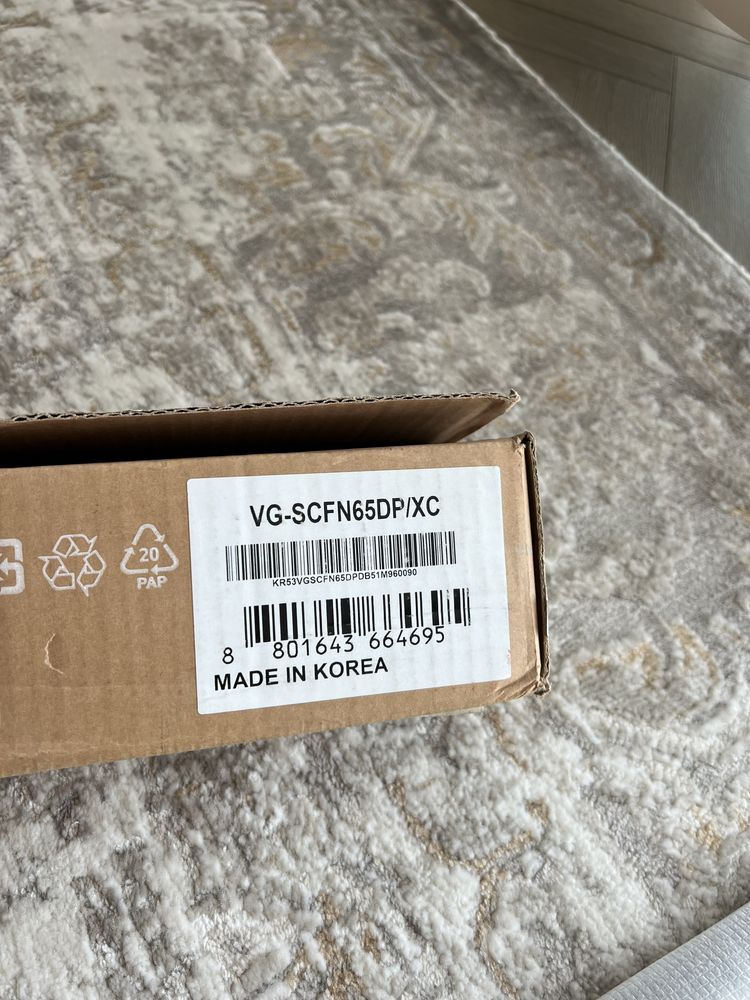 VG-SCFN65DP/XC
KR53VGSCFN65DPDB51M960090
8 801643 664695
MADE IN KOREA
20
PAP